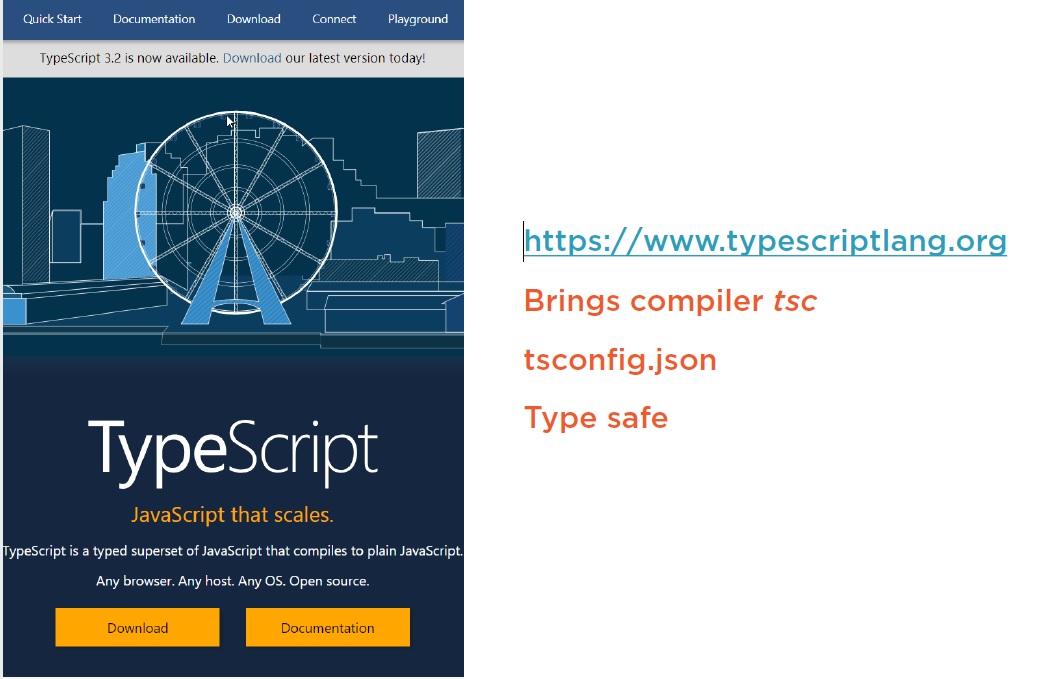 Quick Start Documentation Download Connect Playground
TypeScript 3.2 is now available. Download our latest version today!
TypeScript
JavaScript that scales.
TypeScript is a typed superset of JavaScript that compiles to plain JavaScript.
Any browser. Any host. Any OS. Open source.
Download Documentation
https://www.typescriptlang.org
Brings compiler tsc
tsconfig.json
Type safe